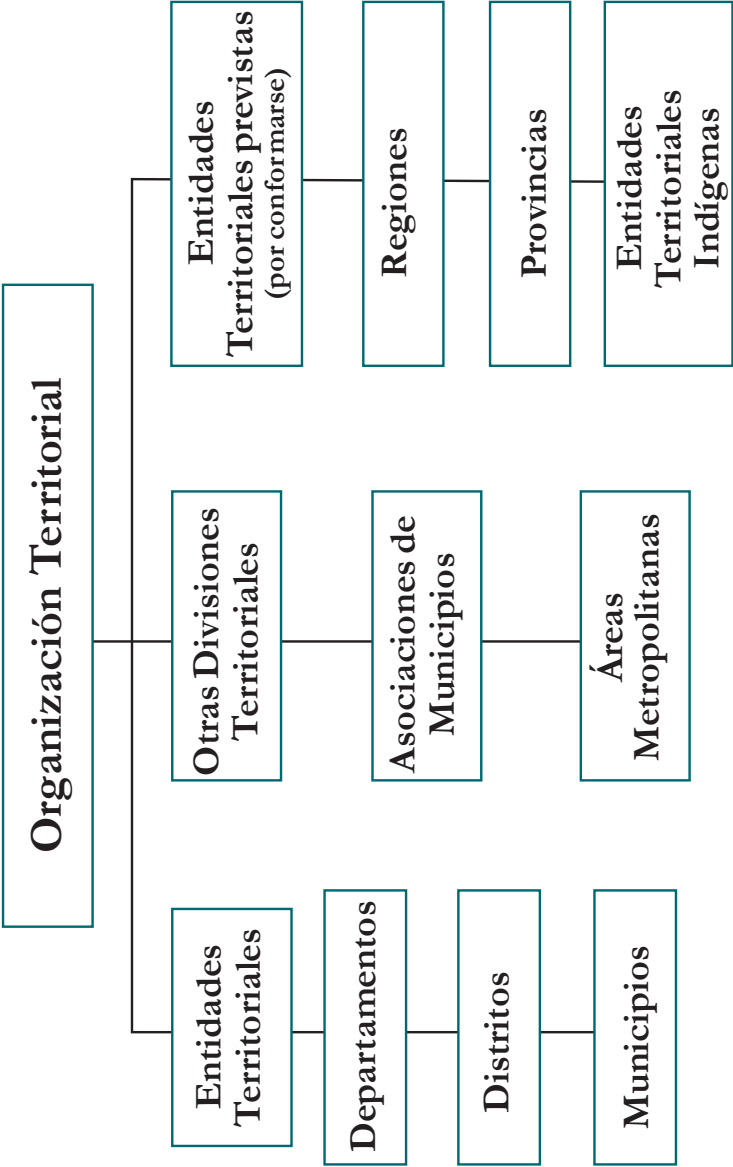 Organización Territorial
Entidades
Territoriales
Departamentos
Distritos
Municipios
Otras Divisiones
Territoriales
Asociaciones de
Municipios
Áreas
Metropolitanas
Entidades
Territoriales previstas
(por conformarse)
Regiones
Provincias
Entidades
Territoriales
Indígenas